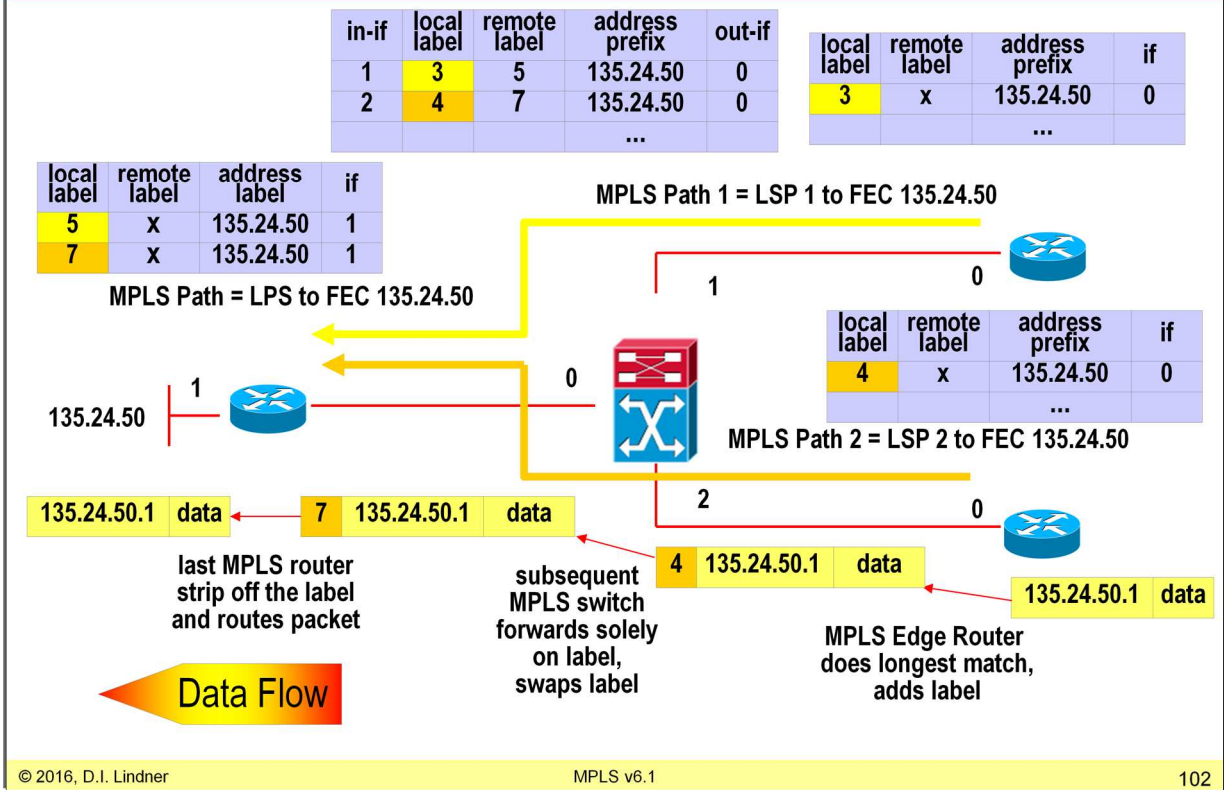 in-if local label remote label address prefix out-if
1 3 5 135.24.50 0
2 4 7 135.24.50 0
...
local label remote label address prefix if
3 x 135.24.50 0
...
local label remote label address label if
5 x 135.24.50 1
7 x 135.24.50 1
MPLS Path 1 = LSP 1 to FEC 135.24.50
MPLS Path = LPS to FEC 135.24.50
1
0
local label remote label address prefix if
4 x 135.24.50 0
...
1
0
135.24.50
MPLS Path 2 = LSP 2 to FEC 135.24.50
2
0
135.24.50.1 data
7 135.24.50.1 data
4 135.24.50.1 data
135.24.50.1 data
last MPLS router
strip off the label
and routes packet
subsequent
MPLS switch
forwards solely
on label,
swaps label
MPLS Edge Router
does longest match,
adds label
Data Flow
© 2016, D.I. Lindner
MPLS v6.1
102